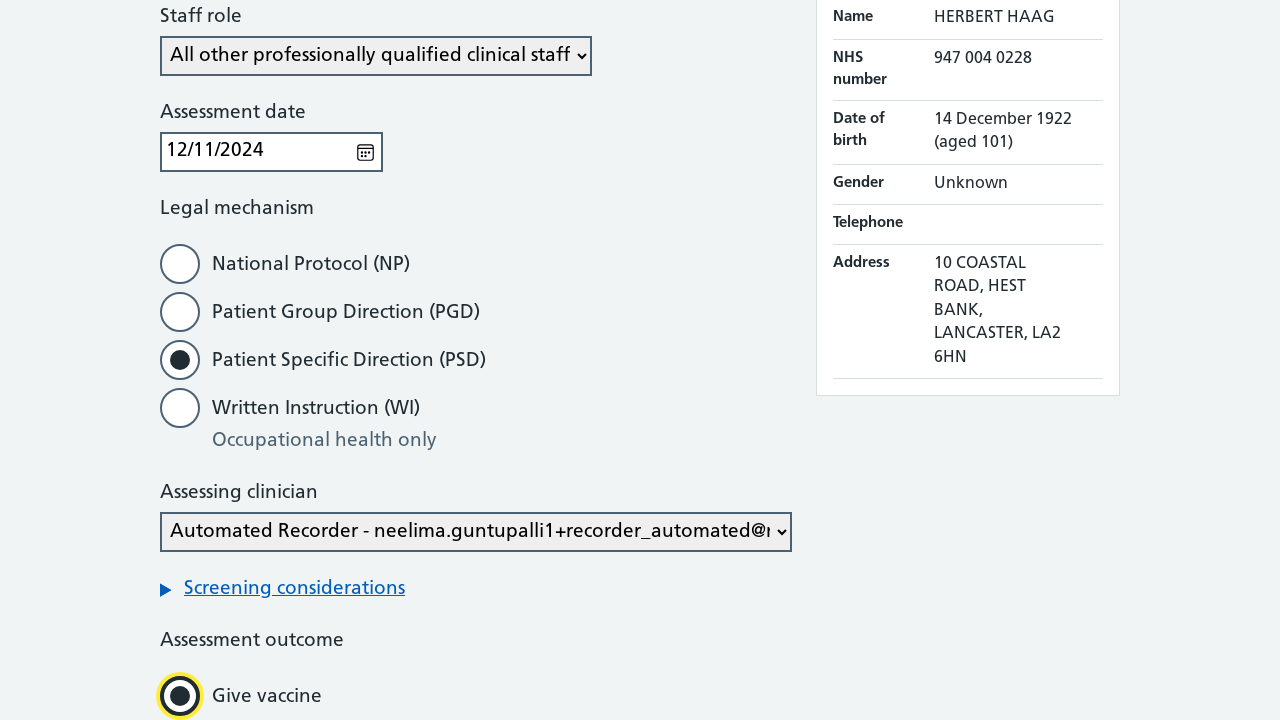 Staff role
All other professionally qualified clinical staff
Assessment date
12/11/2024
Legal mechanism
National Protocol (NP)
Patient Group Direction (PGD)
Patient Specific Direction (PSD)
Written Instruction (WI)
Occupational health only
Assessing clinician
Automated Recorder - neelima.guntupalli1+recorder_automated@
Screening considerations
Assessment outcome
Give vaccine
Name HERBERT HAAG
NHS number 947 004 0228
Date of birth 14 December 1922
(aged 101)
Gender Unknown
Telephone
Address 10 COASTAL
ROAD, HEST
BANK,
LANCASTER, LA2
6HN